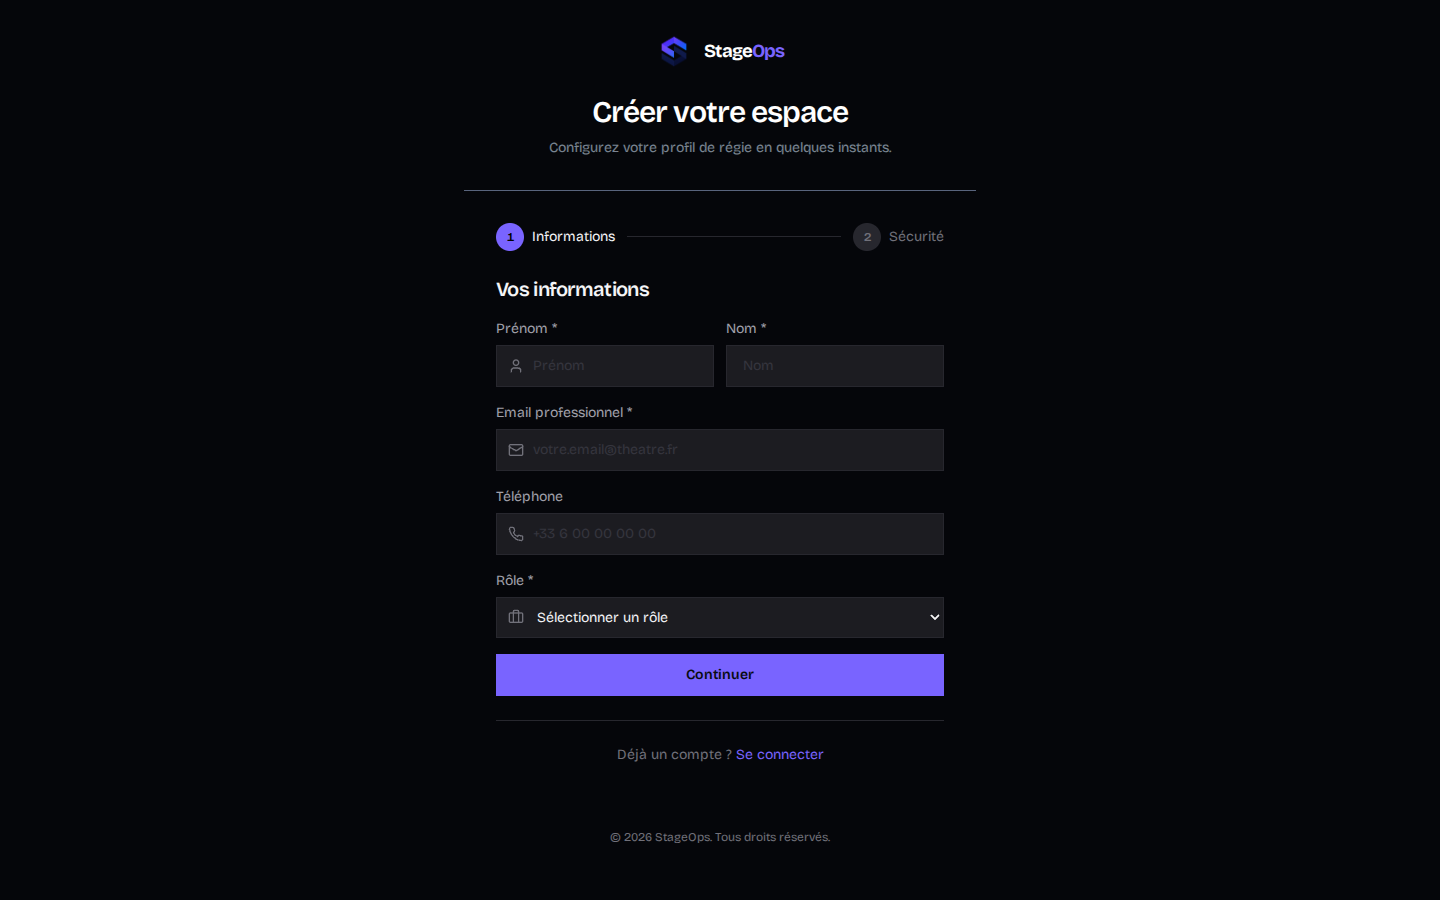 StageOps
Créer votre espace
Configurez votre profil de régie en quelques instants.
1 Informations 2 Sécurité
Vos informations
Prénom * Nom *
Prénom Nom
Email professionnel *
votre.email@theatre.fr
Téléphone
+33 6 00 00 00 00
Rôle *
Sélectionner un rôle
Continuer
Déjà un compte ? Se connecter
© 2026 StageOps. Tous droits réservés.